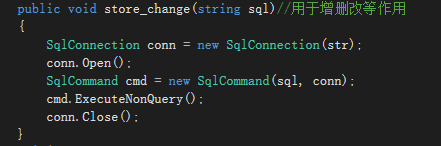 public void store_change(string sql)//用于增删改等作用
{
SqlConnection conn = new SqlConnection(str);
conn.Open();
SqlCommand cmd = new SqlCommand(sql, conn);
cmd.ExecuteNonQuery();
conn.Close();
}